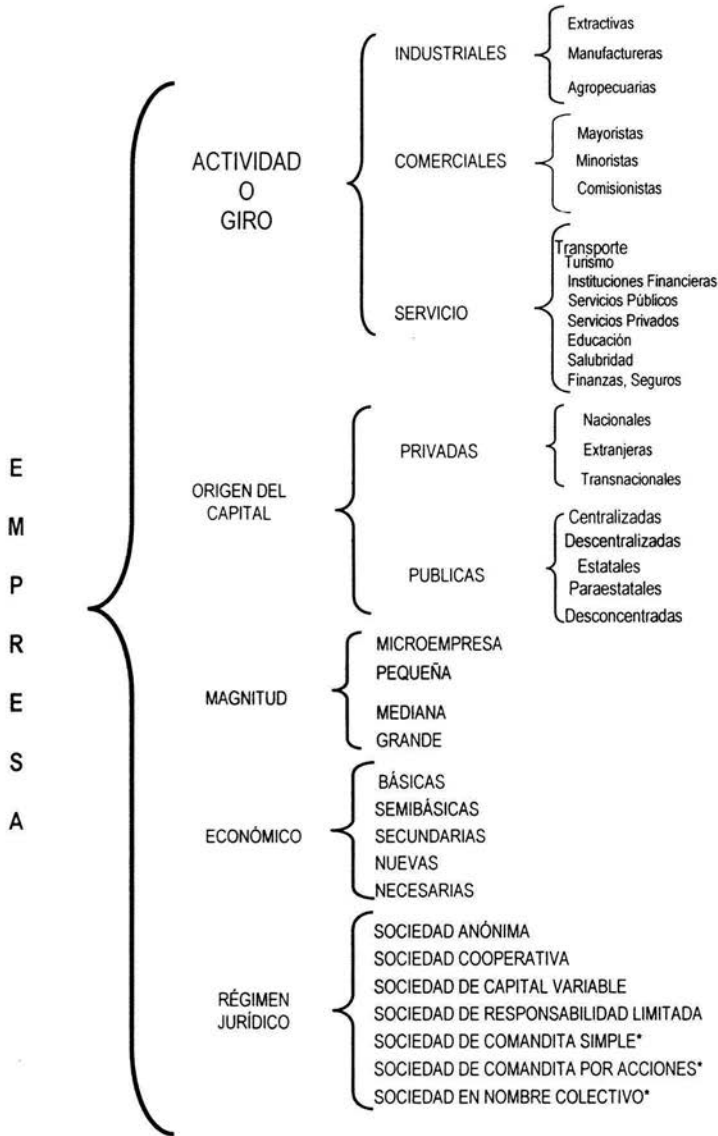 EMPRESA
ACTIVIDAD
O
GIRO
INDUSTRIALES
Extractivas
Manufactureras
Agropecuarias
COMERCIALES
Mayoristas
Minoristas
Comisionistas
SERVICIO
Transporte
Turismo
Instituciones Financieras
Servicios Públicos
Servicios Privados
Educación
Salubridad
Finanzas, Seguros
ORIGEN DEL
CAPITAL
PRIVADAS
Nacionales
Extranjeras
Transnacionales
PUBLICAS
Centralizadas
Descentralizadas
Estatales
Paraestatales
Desconcentradas
MAGNITUD
MICROEMPRESA
PEQUEÑA
MEDIANA
GRANDE
ECONÓMICO
BÁSICAS
SEMIBÁSICAS
SECUNDARIAS
NUEVAS
NECESARIAS
RÉGIMEN
JURÍDICO
SOCIEDAD ANÓNIMA
SOCIEDAD COOPERATIVA
SOCIEDAD DE CAPITAL VARIABLE
SOCIEDAD DE RESPONSABILIDAD LIMITADA
SOCIEDAD DE COMANDITA SIMPLE*
SOCIEDAD DE COMANDITA POR ACCIONES*
SOCIEDAD EN NOMBRE COLECTIVO*